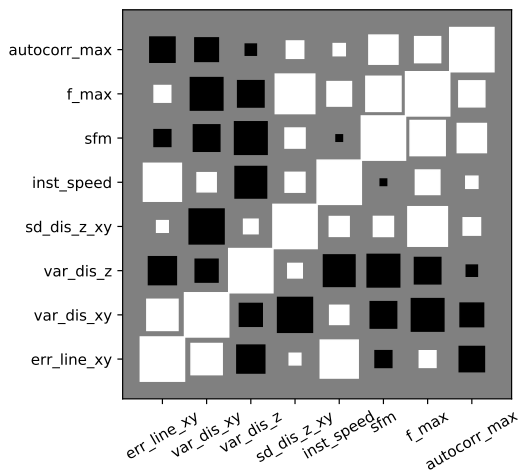 autocorr_max
f_max
sfm
inst_speed
sd_dis_z_xy
var_dis_z
var_dis_xy
err_line_xy
err_line_xy var_dis_xy var_dis_z sd_dis_z_xy inst_speed sfm f_max autocorr_max